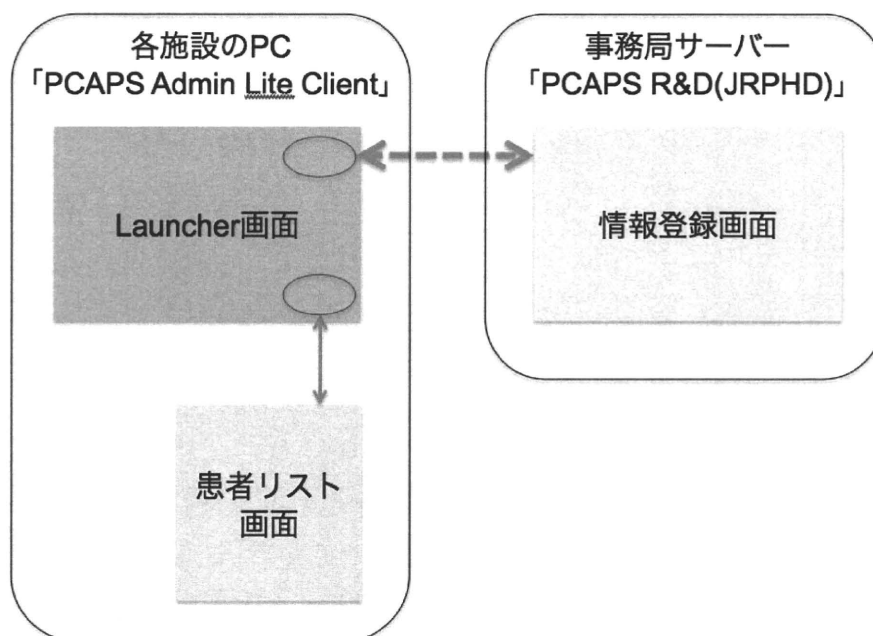 各施設のPC
「PCAPS Admin Lite Client」
Launcher画面
患者リスト
画面
事務局サーバー
「PCAPS R&D(JRPHD)」
情報登録画面